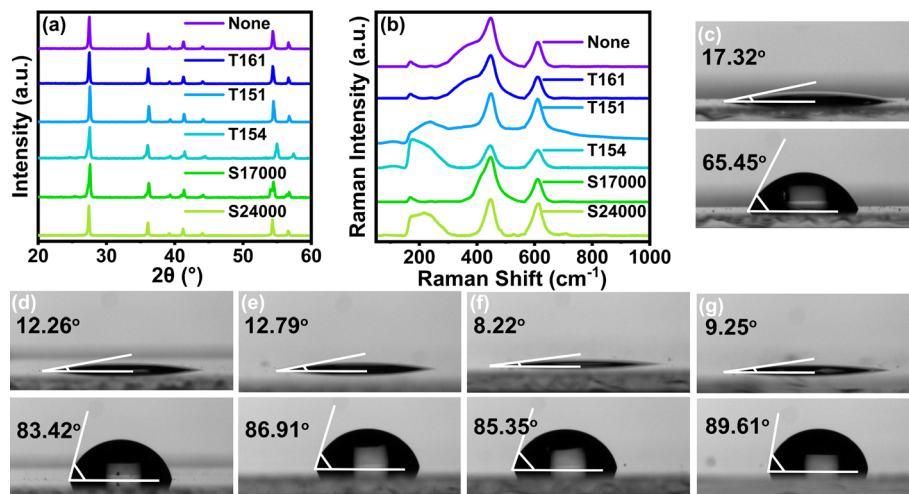 (a)
None
T161
T151
T154
S17000
S24000
Intensity (a.u.)
20 30 40 50 60
2θ (°)
(b)
None
T161
T151
T154
S17000
S24000
Raman Intensity (a.u.)
200 400 600 800 1000
Raman Shift (cm⁻¹)
(c)
17.32°
65.45°
(d)
12.26°
83.42°
(e)
12.79°
86.91°
(f)
8.22°
85.35°
(g)
9.25°
89.61°